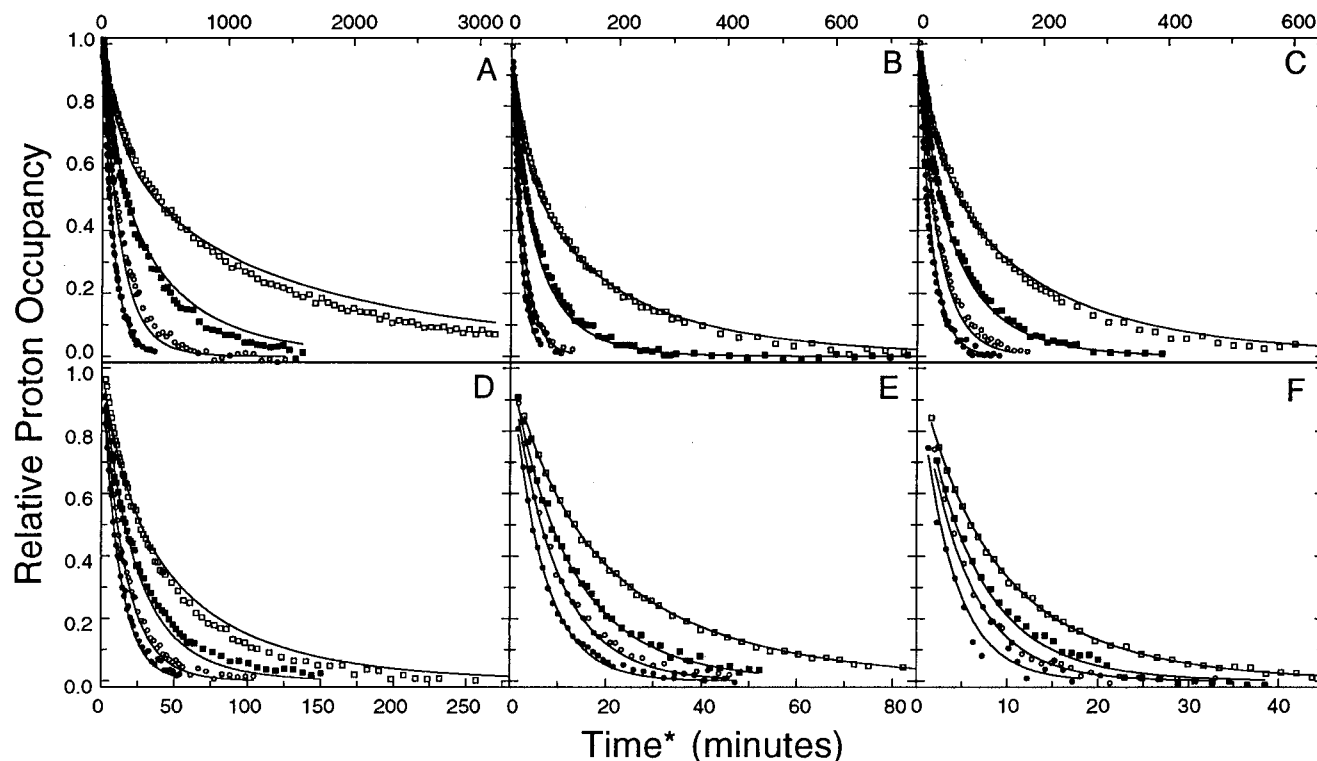 0 1000 2000 3000 0 200 400 600 0 200 400 600
Relative Proton Occupancy
1.0
0.8
0.6
0.4
0.2
0.0
A
B
C
1.0
0.8
0.6
0.4
0.2
0.0
D
E
F
0 50 100 150 200 250 0 20 40 60 80 0 10 20 30 40
Time* (minutes)